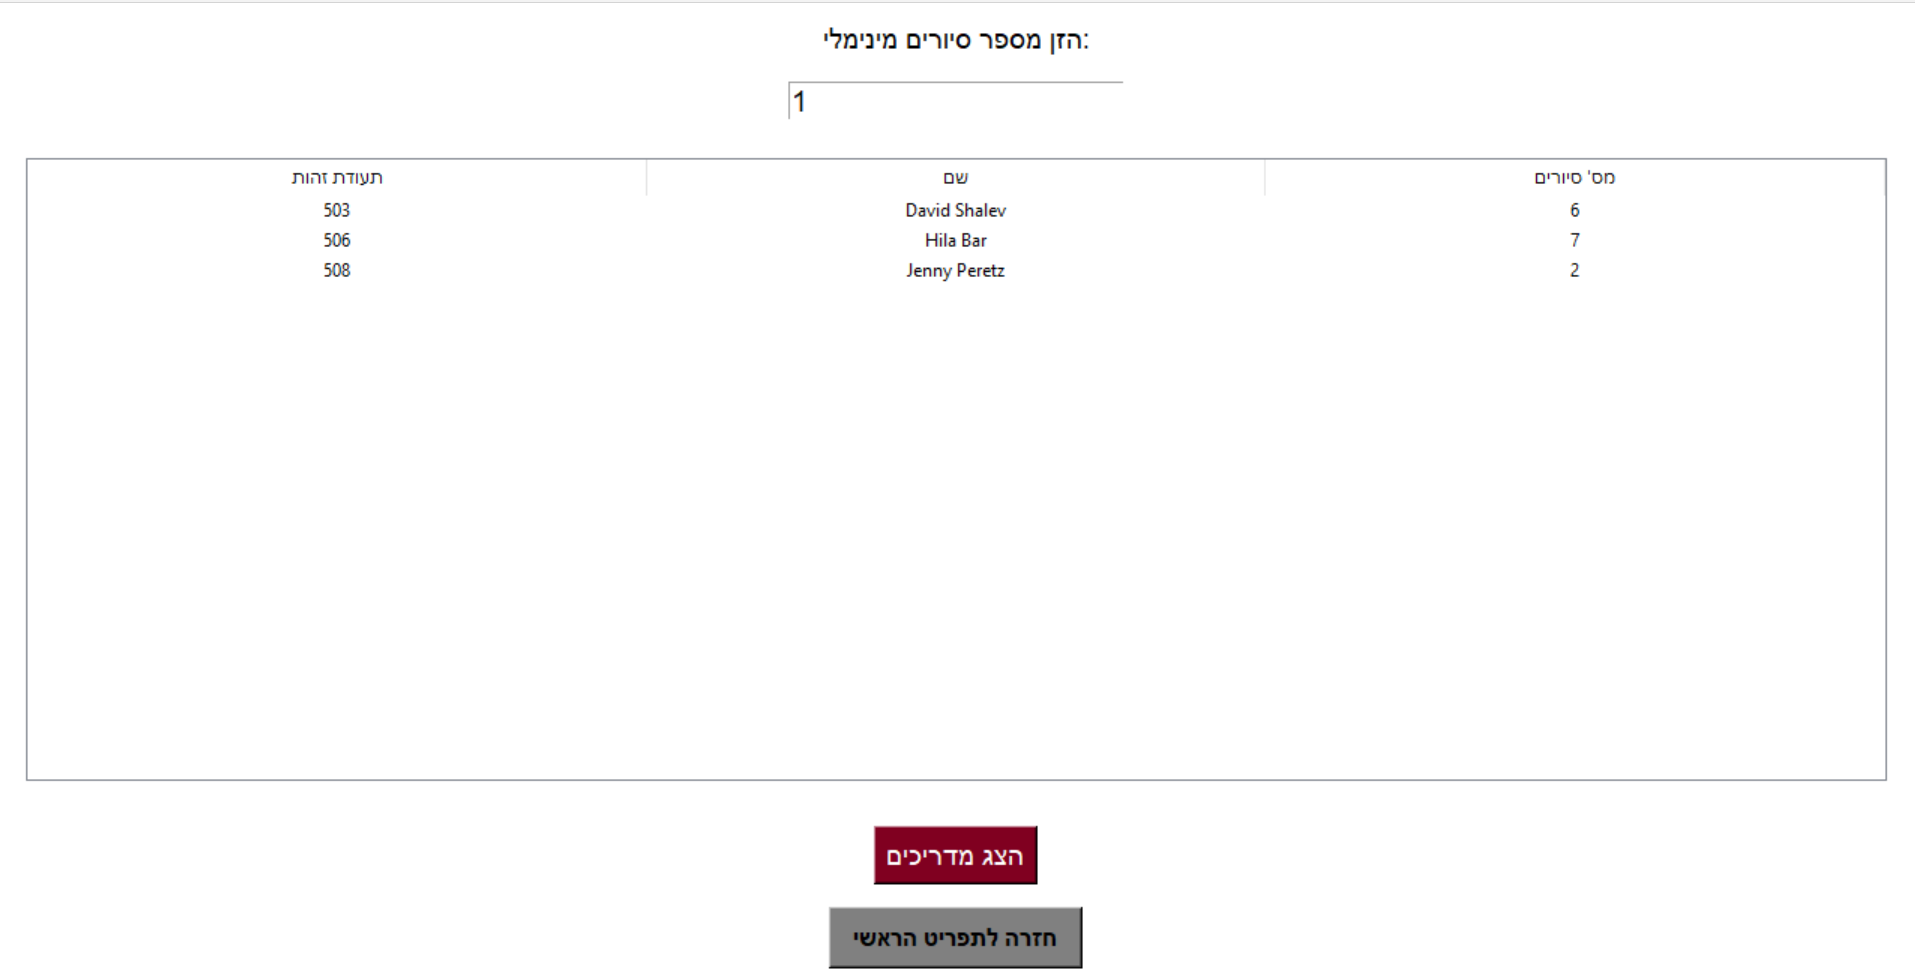 הזן מספר סיורים מינימלי:
1
תעודת זהות שם מס' סיורים
503 David Shalev 6
506 Hila Bar 7
508 Jenny Peretz 2
הצג מדריכים
חזרה לתפריט הראשי